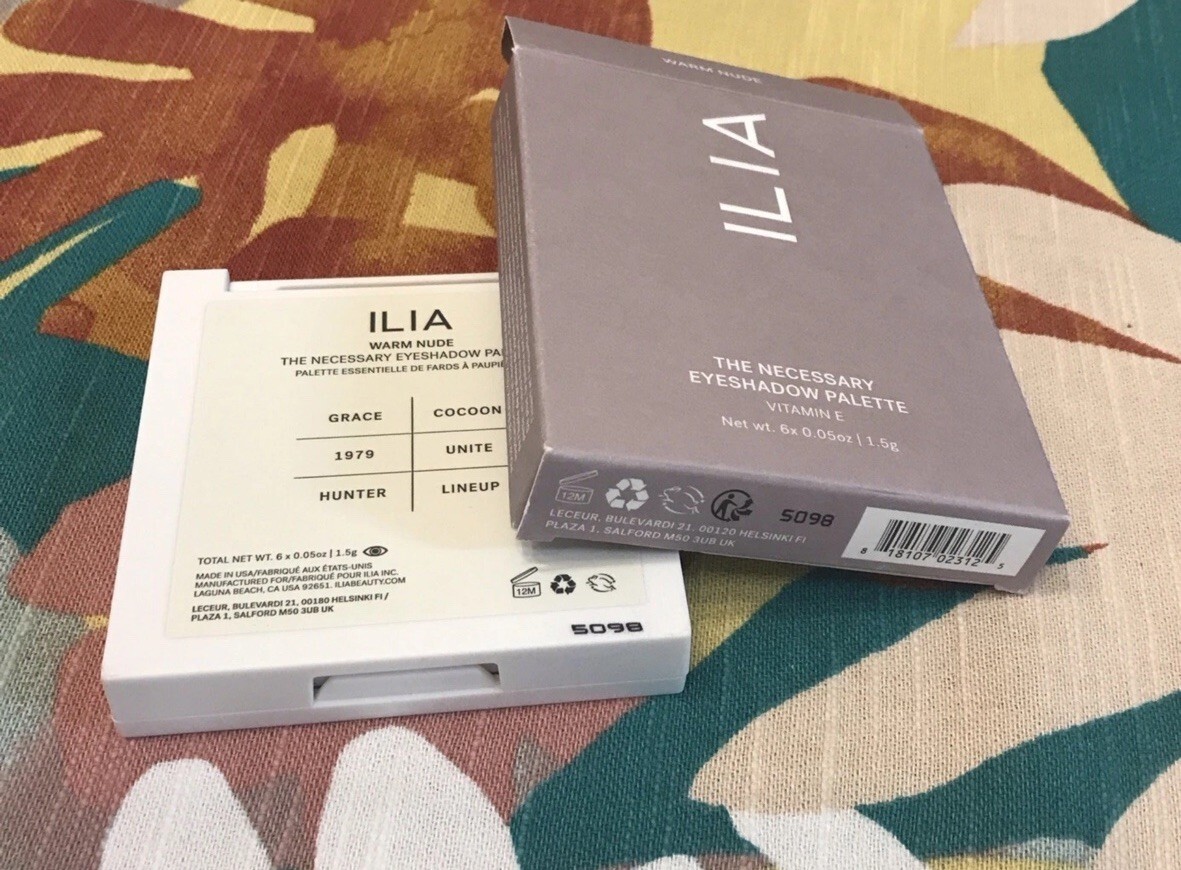 WARM NUDE
ILIA
THE NECESSARY
EYESHADOW PALETTE
VITAMIN E
Net wt. 6x 0.05oz | 1.5g
12M
5098
LECEUR, BULEVARDI 21, 00120 HELSINKI FI
PLAZA 1, SALFORD M50 3UB UK
8 18107 02312 5
ILIA
WARM NUDE
THE NECESSARY EYESHADOW
PALETTE ESSENTIELLE DE FARDS À
GRACE COCOON
1979 UNITE
HUNTER LINEUP
TOTAL NET WT. 6 x 0.05oz | 1.5g
MADE IN USA/FABRIQUÉ AUX ÉTATS-UNIS
MANUFACTURED FOR/FABRIQUÉ POUR ILIA INC.
LAGUNA BEACH, CA USA 92651. ILIABEAUTY.COM
LECEUR, BULEVARDI 21, 00180 HELSINKI FI /
PLAZA 1, SALFORD M50 3UB UK
12M
5098